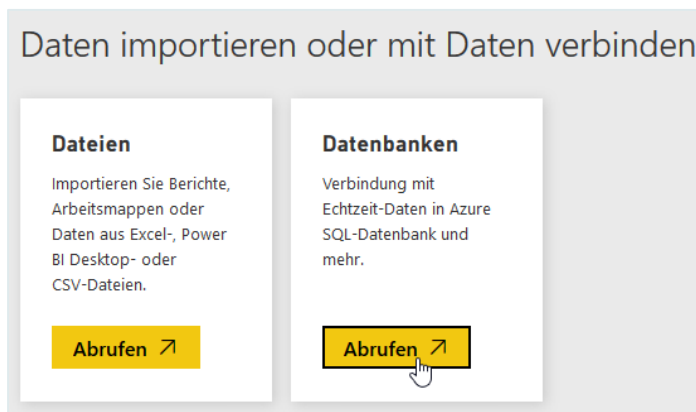 Daten importieren oder mit Daten verbinden
Dateien
Importieren Sie Berichte,
Arbeitsmappen oder
Daten aus Excel-, Power
BI Desktop- oder
CSV-Dateien.
Abrufen
Datenbanken
Verbindung mit
Echtzeit-Daten in Azure
SQL-Datenbank und
mehr.
Abrufen